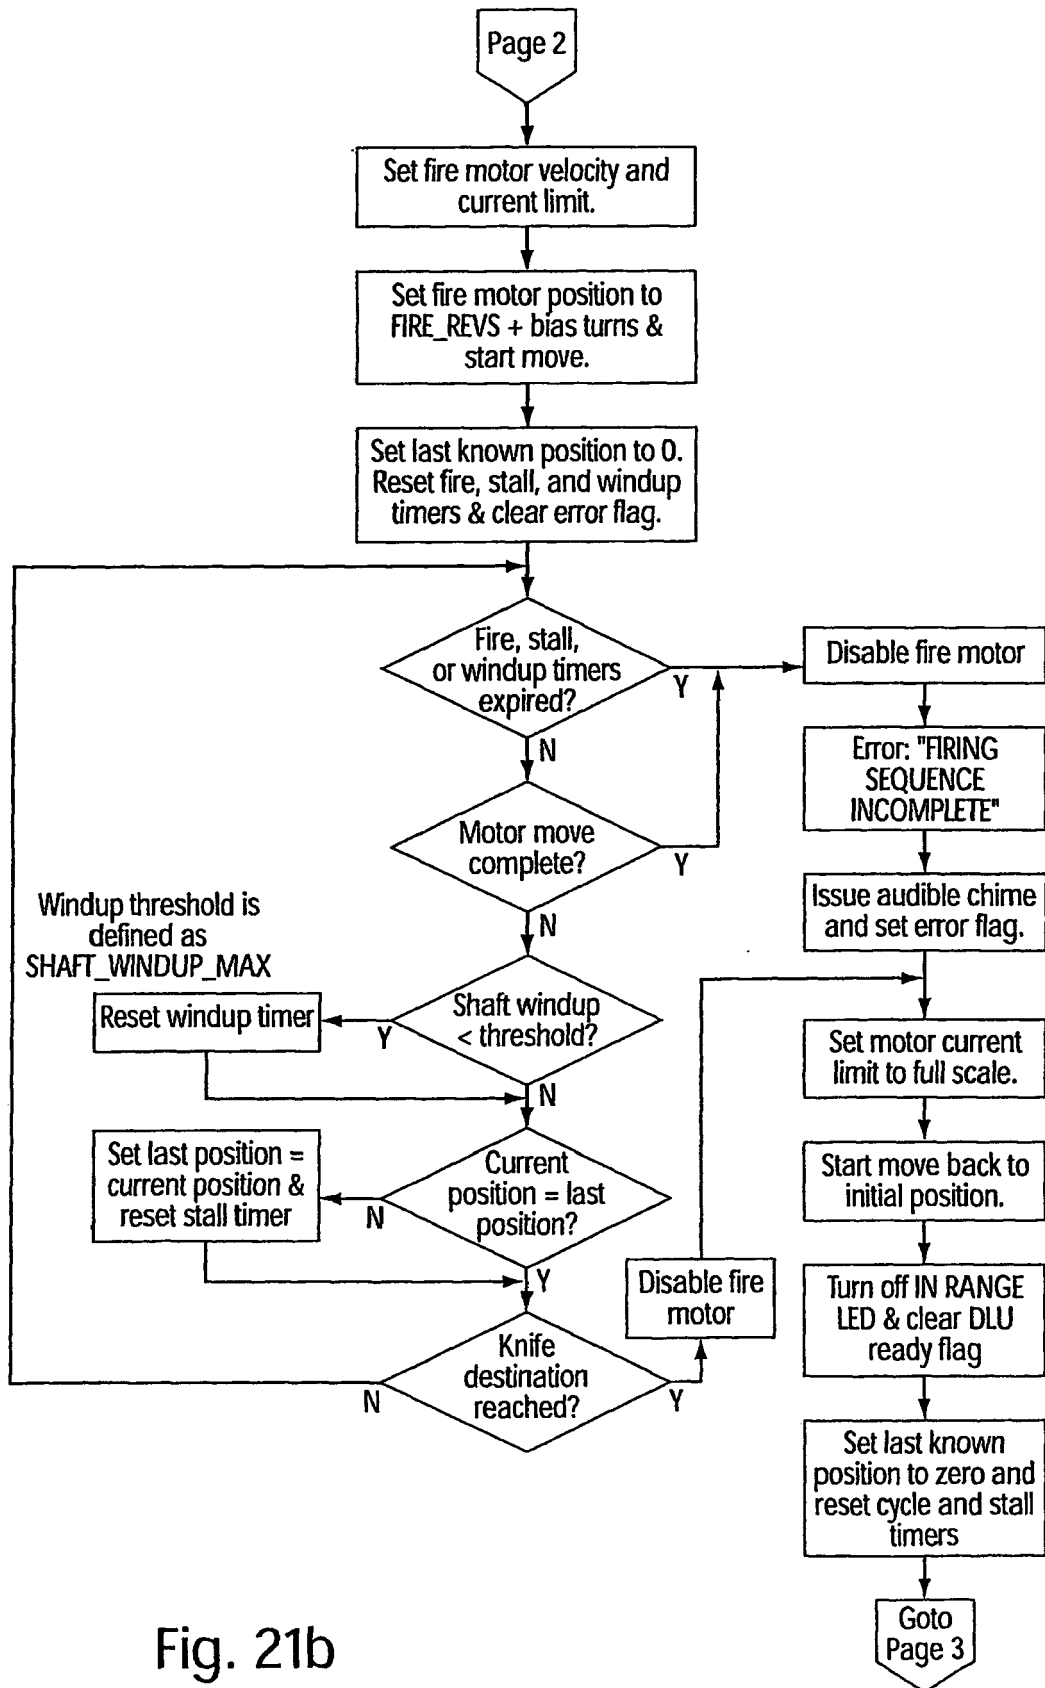 Page 2
Set fire motor velocity and
current limit.
Set fire motor position to
FIRE_REVS + bias turns &
start move.
Set last known position to 0.
Reset fire, stall, and windup
timers & clear error flag.
Fire, stall,
or windup timers
expired?
Y
N
Disable fire motor
Error: "FIRING
SEQUENCE
INCOMPLETE"
Motor move
complete?
Y
N
Issue audible chime
and set error flag.
Windup threshold is
defined as
SHAFT_WINDUP_MAX
Reset windup timer
Y
Shaft windup
< threshold?
N
Set motor current
limit to full scale.
Set last position =
current position &
reset stall timer
N
Current
position = last
position?
Y
Start move back to
initial position.
Disable fire
motor
Turn off IN RANGE
LED & clear DLU
ready flag
N
Knife
destination
reached?
Y
Set last known
position to zero and
reset cycle and stall
timers
Goto
Page 3
Fig. 21b